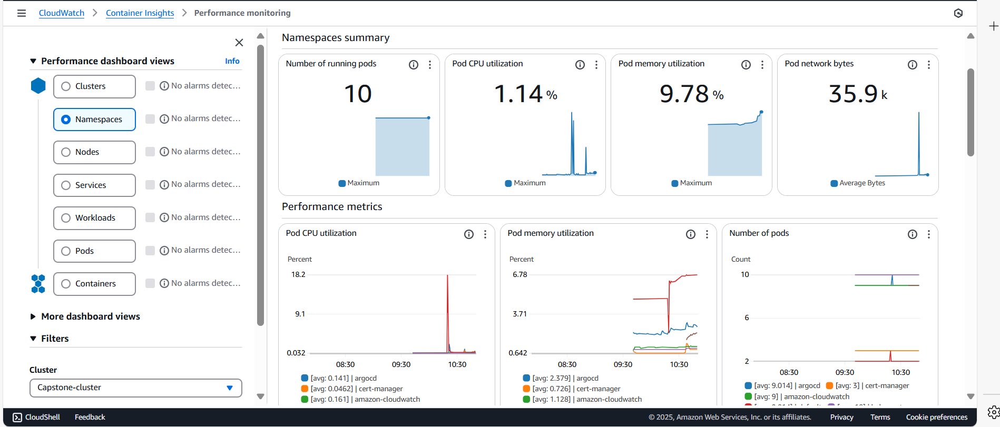 CloudWatch > Container Insights > Performance monitoring
Performance dashboard views
Info
Clusters
No alarms detec...
Namespaces
No alarms detec...
Nodes
No alarms detec...
Services
No alarms detec...
Workloads
No alarms detec...
Pods
No alarms detec...
Containers
No alarms detec...
More dashboard views
Filters
Cluster
Capstone-cluster
Namespaces summary
Number of running pods
10
Maximum
Pod CPU utilization
1.14 %
Maximum
Pod memory utilization
9.78 %
Maximum
Pod network bytes
35.9 k
Average Bytes
Performance metrics
Pod CPU utilization
Percent
18.2
9.1
0.032
08:30 09:30 10:30
[avg: 0.141] | argocd
[avg: 0.0462] | cert-manager
[avg: 0.161] | amazon-cloudwatch
Pod memory utilization
Percent
6.78
3.71
0.642
08:30 09:30 10:30
[avg: 2.379] | argocd
[avg: 0.726] | cert-manager
[avg: 1.128] | amazon-cloudwatch
Number of pods
Count
10
6
2
08:30 09:30 10:30
[avg: 9.014] | argocd [avg: 3] | cert-manager
[avg: 9] | amazon-cloudwatch
CloudShell
Feedback
© 2025, Amazon Web Services, Inc. or its affiliates.
Privacy
Terms
Cookie preferences